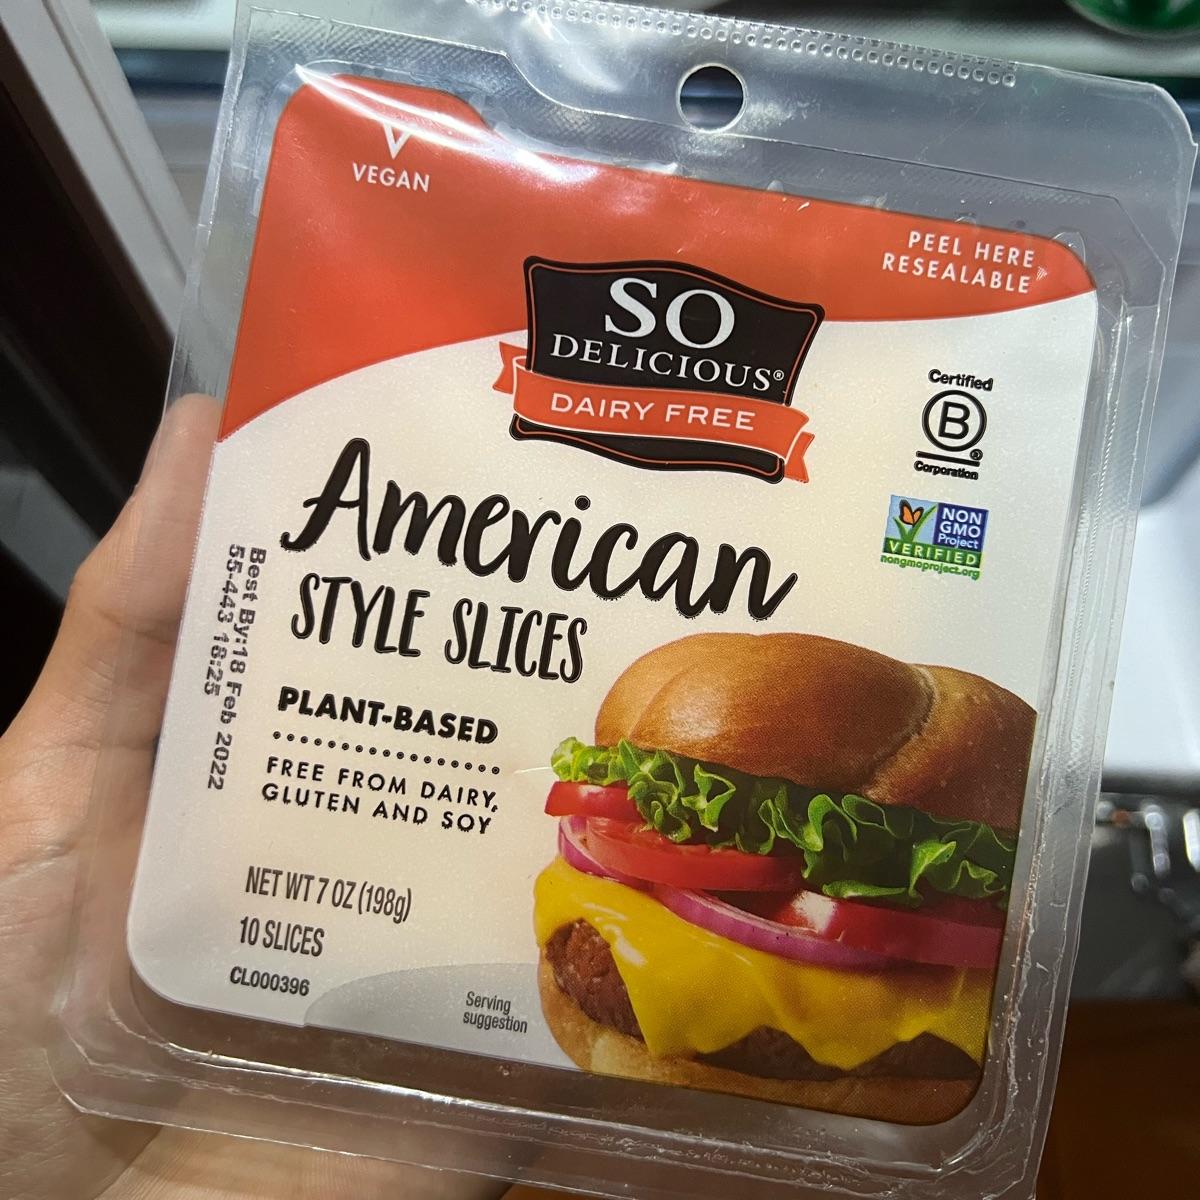 VEGAN
PEEL HERE
RESEALABLE
SO
DELICIOUS®
DAIRY FREE
Certified
B
®
Corporation
NON
GMO
Project
VERIFIED
nongmoproject.org
American
STYLE SLICES
PLANT-BASED
FREE FROM DAIRY,
GLUTEN AND SOY
Best By:18 Feb 2022
55-443 18:25
NET WT 7 OZ (198g)
10 SLICES
CL000396
Serving
suggestion